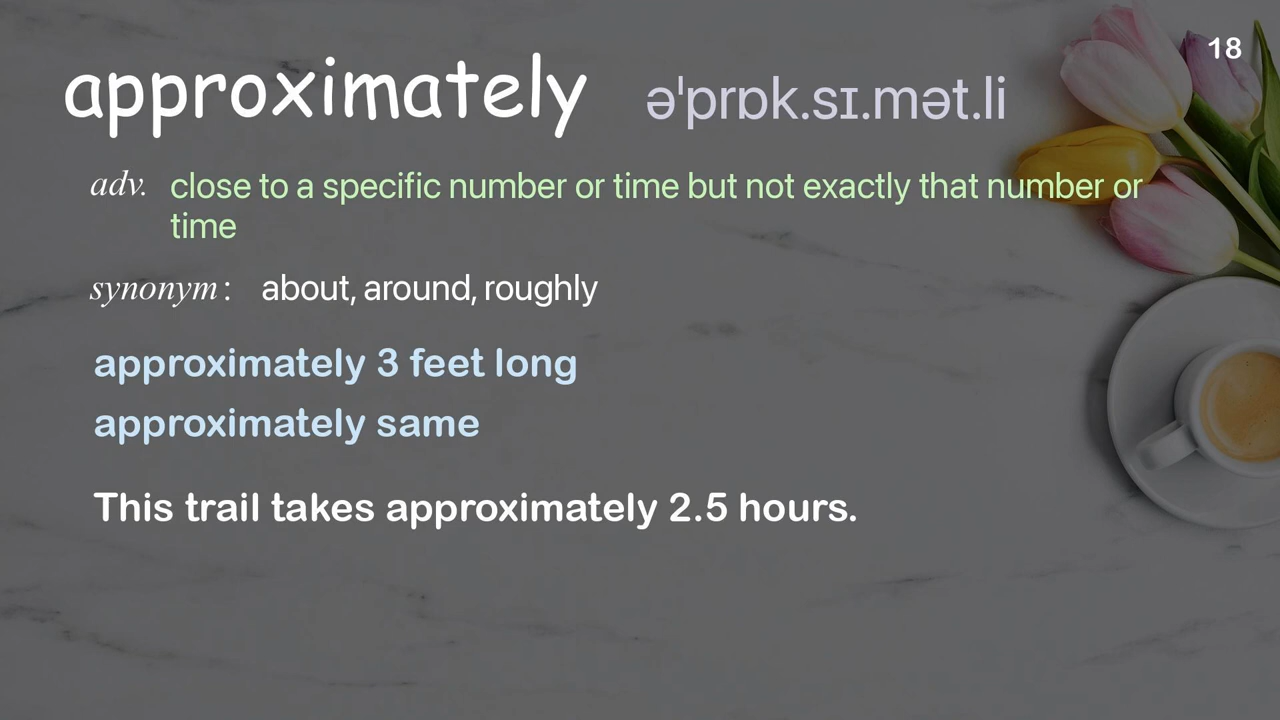 18
approximately əˈprɒk.sɪ.mət.li
adv. close to a specific number or time but not exactly that number or
time
synonym: about, around, roughly
approximately 3 feet long
approximately same
This trail takes approximately 2.5 hours.